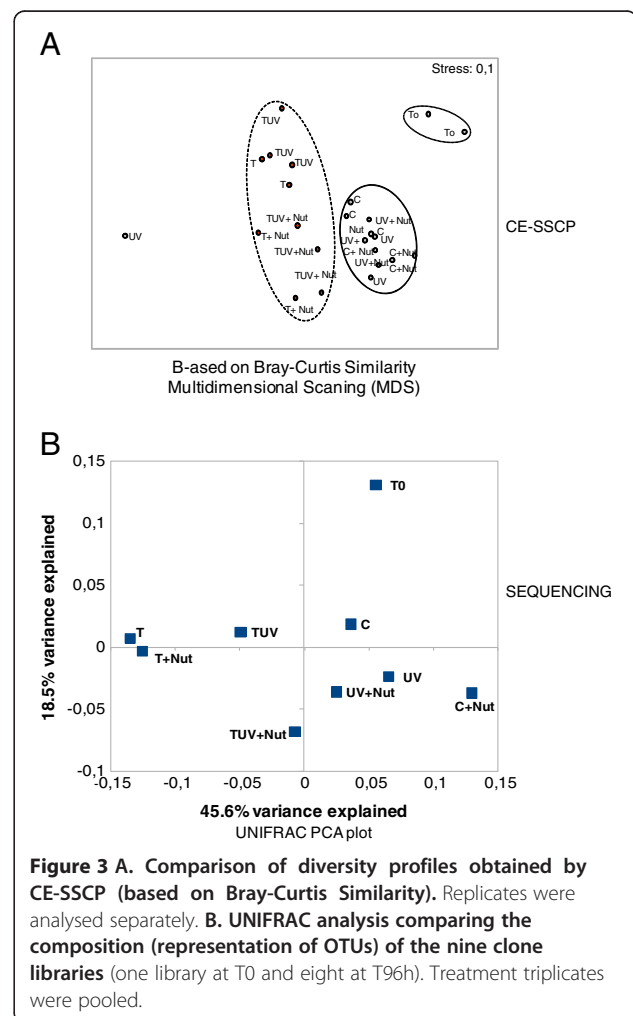 A
Stress: 0,1
To
To
TUV
TUV
T
TUV
T
TUV+ Nut
T+ Nut
TUV+Nut
TUV+ Nut
T+ Nut
UV
C
C
UV+ Nut
Nut
C
UV+
UV
C+ Nut
C+Nut
UV+Nut
C+Nut
UV
CE-SSCP
B-ased on Bray-Curtis Similarity
Multidimensional Scaning (MDS)
B
0,15
0,1
0,05
0
-0,05
-0,1
18.5% variance explained
T0
T
T+Nut
TUV
C
UV
UV+Nut
C+Nut
TUV+Nut
SEQUENCING
-0,15
-0,1
-0,05
0
0,05
0,1
0,15
45.6% variance explained
UNIFRAC PCA plot
Figure 3 A. Comparison of diversity profiles obtained by
CE-SSCP (based on Bray-Curtis Similarity). Replicates were
analysed separately. B. UNIFRAC analysis comparing the
composition (representation of OTUs) of the nine clone
libraries (one library at T0 and eight at T96h). Treatment triplicates
were pooled.